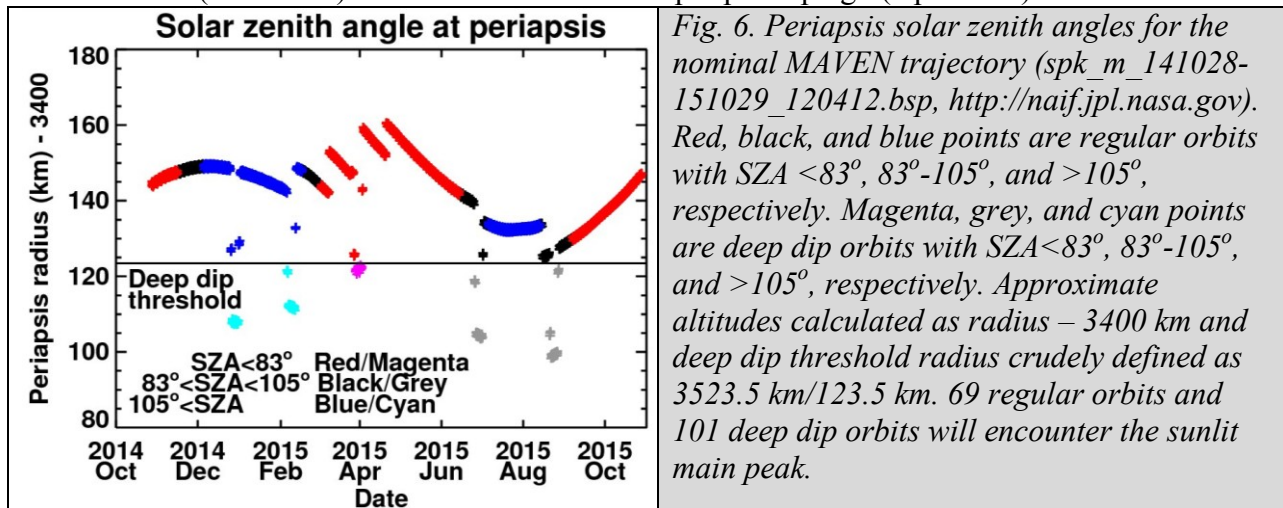 Solar zenith angle at periapsis
Periapsis radius (km) - 3400
180
160
140
120
100
80
Deep dip
threshold
SZA<83° Red/Magenta
83°<SZA<105° Black/Grey
105°<SZA Blue/Cyan
2014 2014 2015 2015 2015 2015 2015
Oct Dec Feb Apr Jun Aug Oct
Date
Fig. 6. Periapsis solar zenith angles for the
nominal MAVEN trajectory (spk_m_141028-
151029_120412.bsp, http://naif.jpl.nasa.gov).
Red, black, and blue points are regular orbits
with SZA <83°, 83°-105°, and >105°,
respectively. Magenta, grey, and cyan points
are deep dip orbits with SZA<83°, 83°-105°,
and >105°, respectively. Approximate
altitudes calculated as radius – 3400 km and
deep dip threshold radius crudely defined as
3523.5 km/123.5 km. 69 regular orbits and
101 deep dip orbits will encounter the sunlit
main peak.